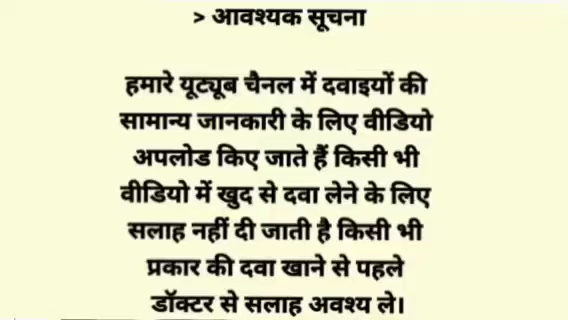 > आवश्यक सूचना
हमारे यूट्यूब चैनल में दवाइयों की
सामान्य जानकारी के लिए वीडियो
अपलोड किए जाते हैं किसी भी
वीडियो में खुद से दवा लेने के लिए
सलाह नहीं दी जाती है किसी भी
प्रकार की दवा खाने से पहले
डॉक्टर से सलाह अवश्य ले।